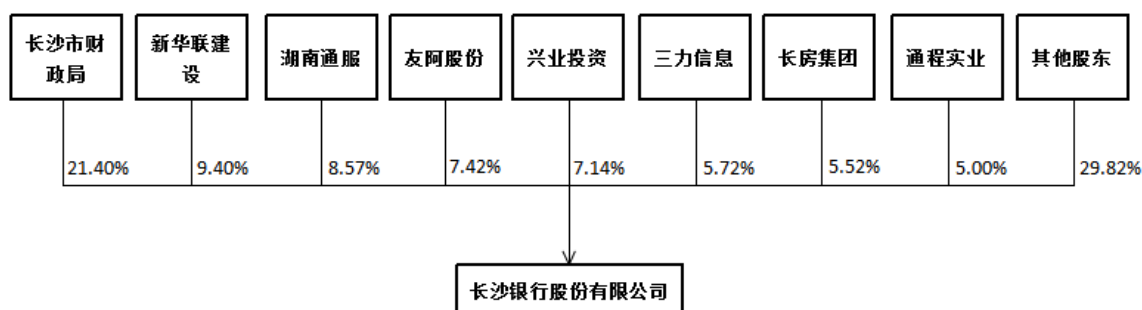 长沙市财
政局
新华联建
设
湖南通服
友阿股份
兴业投资
三力信息
长房集团
通程实业
其他股东
21.40%
9.40%
8.57%
7.42%
7.14%
5.72%
5.52%
5.00%
29.82%
长沙银行股份有限公司